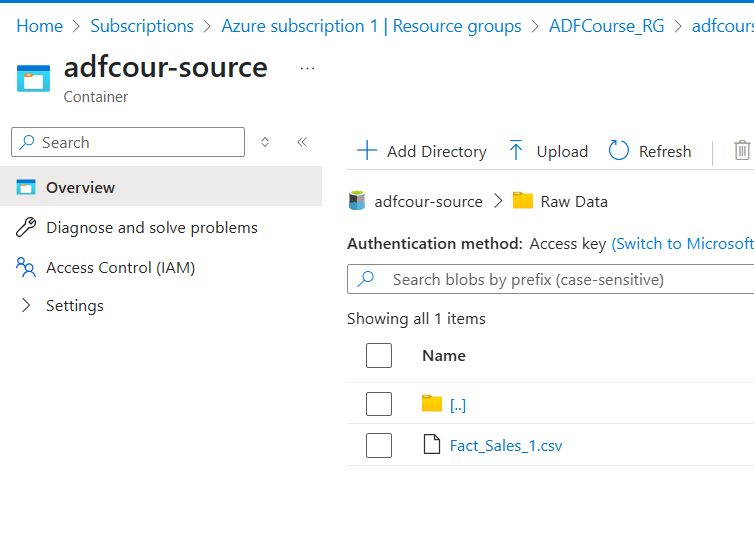 Home > Subscriptions > Azure subscription 1 | Resource groups > ADFCourse_RG > adfcours
adfcour-source ...
Container
Search
Add Directory Upload Refresh
Overview
Diagnose and solve problems
Access Control (IAM)
Settings
adfcour-source > Raw Data
Authentication method: Access key (Switch to Microsoft
Search blobs by prefix (case-sensitive)
Showing all 1 items
Name
[..]
Fact_Sales_1.csv